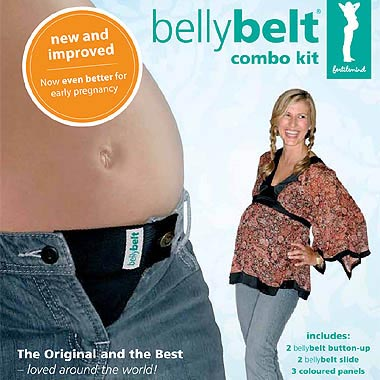 bellybelt®
combo kit
fertilemind
new and
improved
Now even better for
early pregnancy
bellybelt
The Original and the Best
– loved around the world!
includes:
2 bellybelt button-up
2 bellybelt slide
3 coloured panels